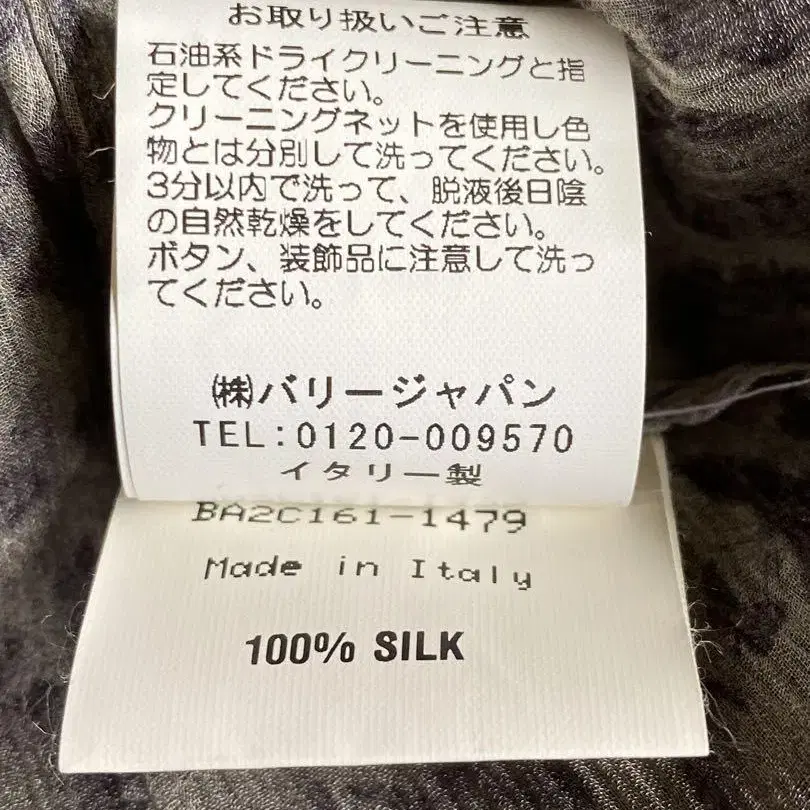 お取り扱いご注意
石油系ドライクリーニングと指
定してください。
クリーニングネットを使用し色
物とは分別して洗ってください。
3分以内で洗って、脱液後日陰
の自然乾燥をしてください。
ボタン、装飾品に注意して洗っ
てください。
㈱バリージャパン
TEL:0120-009570
イタリー製
BA2C161-1479
Made in Italy
100% SILK